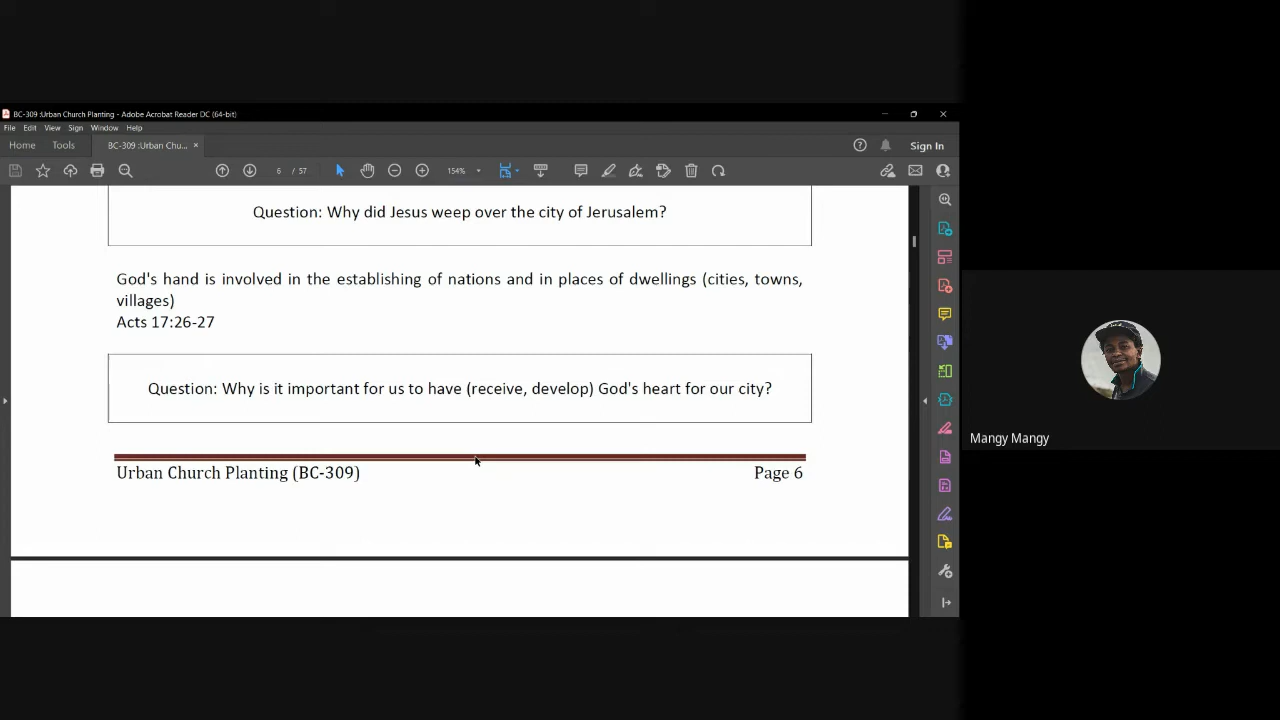 BC-309 :Urban Church Planting - Adobe Acrobat Reader DC (64-bit)
File Edit View Sign Window Help
Home Tools BC-309 :Urban Chu... × Sign In
6 / 57 154%
Question: Why did Jesus weep over the city of Jerusalem?
God's hand is involved in the establishing of nations and in places of dwellings (cities, towns,
villages)
Acts 17:26-27
Question: Why is it important for us to have (receive, develop) God's heart for our city?
Urban Church Planting (BC-309) Page 6
Mangy Mangy